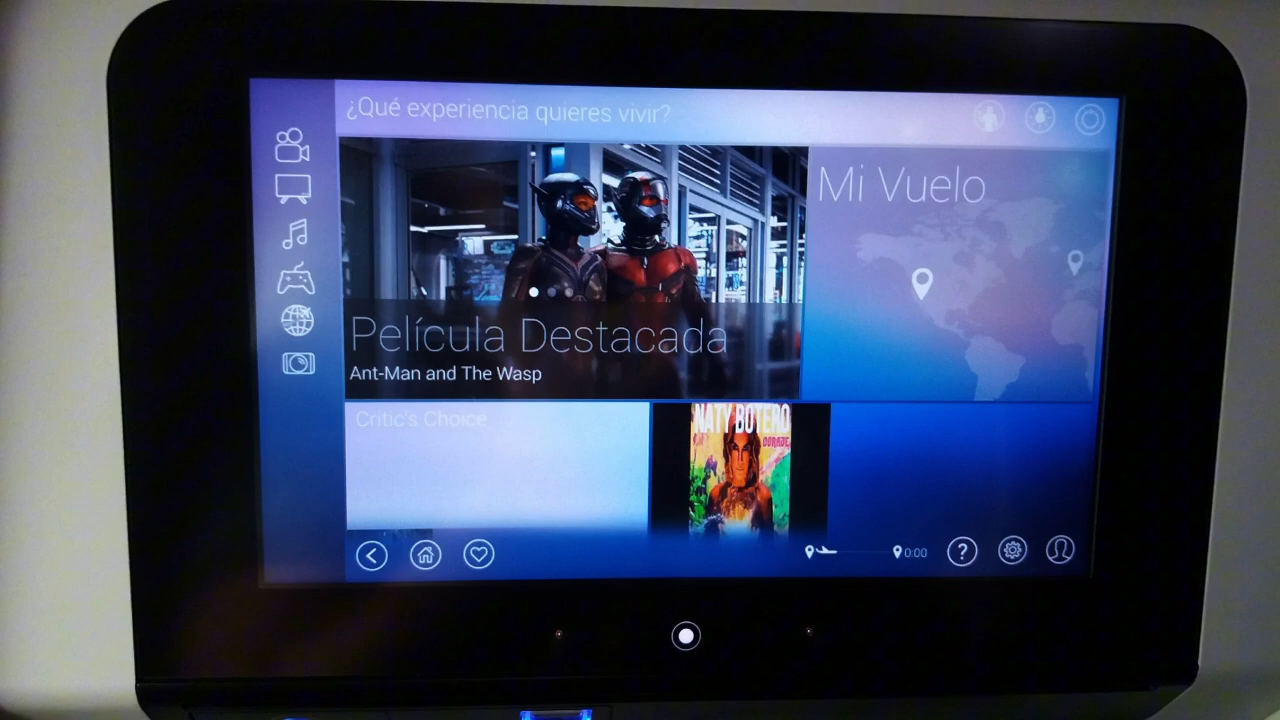 ¿Qué experiencia quieres vivir?
Mi Vuelo
Película Destacada
Ant-Man and The Wasp
Critic's Choice
NATY BOTERO
0:00
?